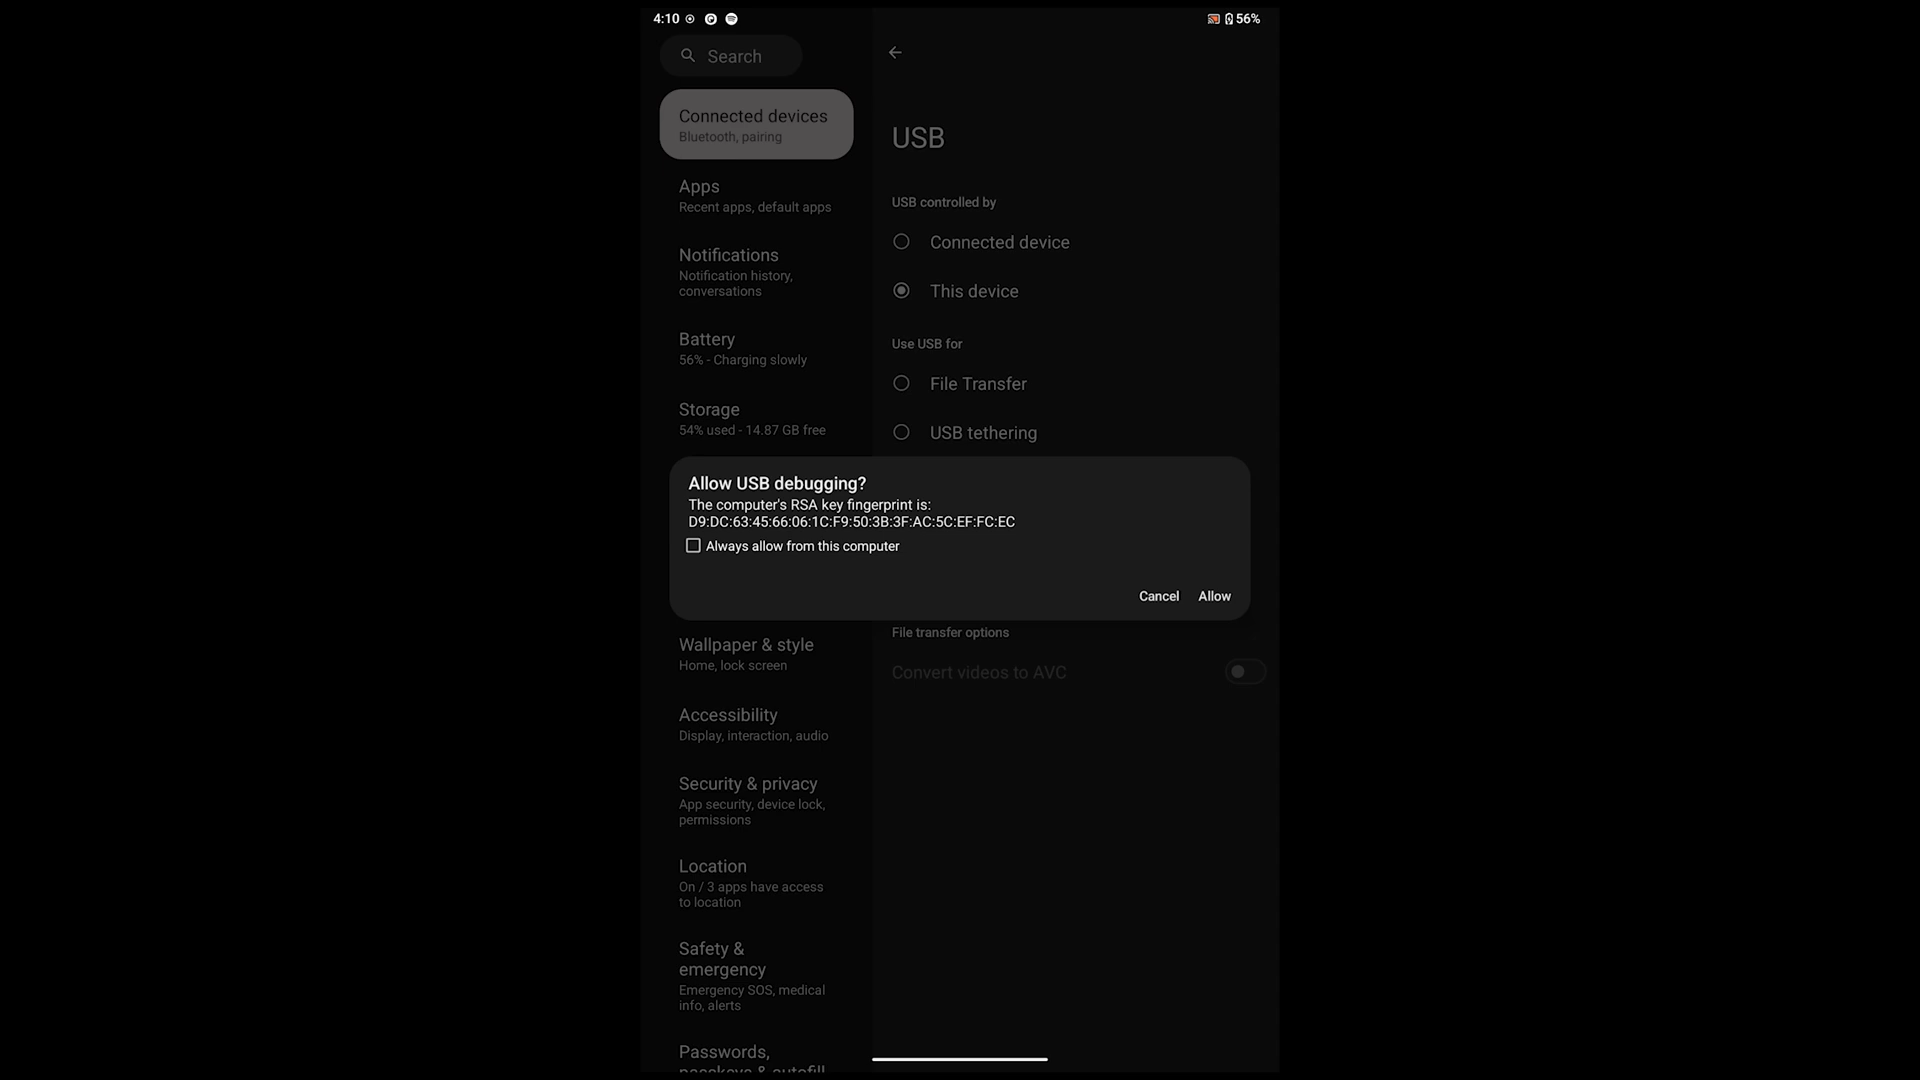 4:10
56%
Search
Connected devices
Bluetooth, pairing
Apps
Recent apps, default apps
Notifications
Notification history,
conversations
Battery
56% - Charging slowly
Storage
54% used - 14.87 GB free
USB
USB controlled by
Connected device
This device
Use USB for
File Transfer
USB tethering
Allow USB debugging?
The computer's RSA key fingerprint is:
D9:DC:63:45:66:06:1C:F9:50:3B:3F:AC:5C:EF:FC:EC
Always allow from this computer
Cancel
Allow
Wallpaper & style
Home, lock screen
Accessibility
Display, interaction, audio
Security & privacy
App security, device lock,
permissions
Location
On / 3 apps have access
to location
Safety &
emergency
Emergency SOS, medical
info, alerts
Passwords,
passkeys & autofill
File transfer options
Convert videos to AVC